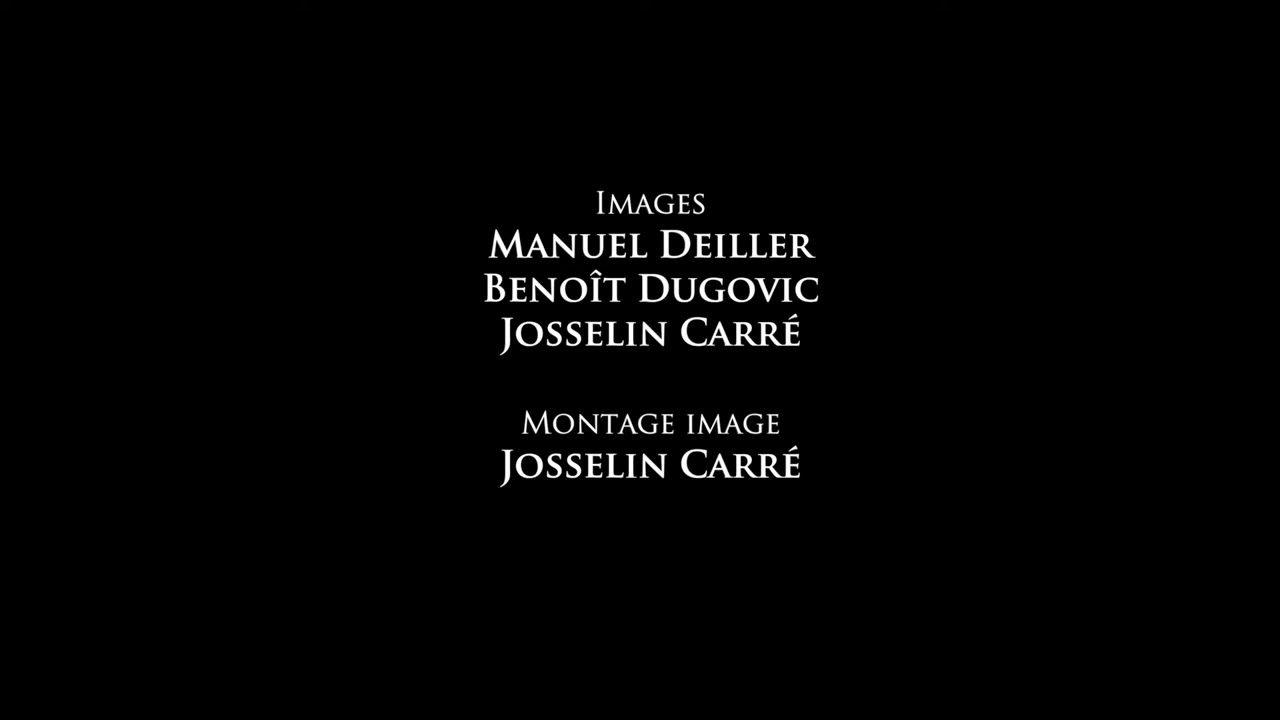 Images
Manuel Deiller
Benoît Dugovic
Josselin Carré
Montage image
Josselin Carré